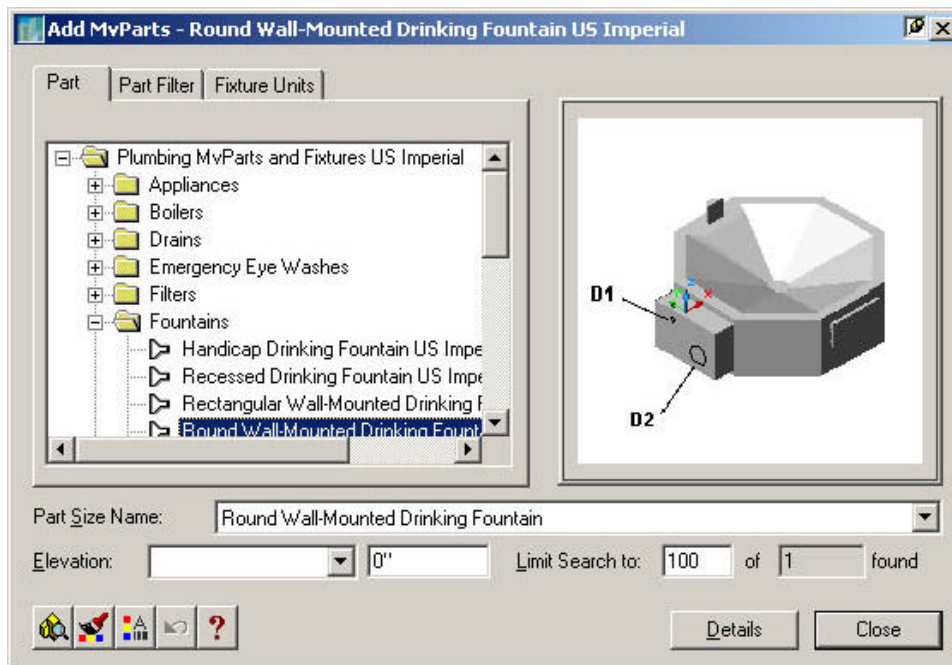 Add MvParts - Round Wall-Mounted Drinking Fountain US Imperial
Part Part Filter Fixture Units
Plumbing MvParts and Fixtures US Imperial
Appliances
Boilers
Drains
Emergency Eye Washes
Filters
Fountains
Handicap Drinking Fountain US Impe
Recessed Drinking Fountain US Impe
Rectangular Wall-Mounted Drinking F
Round Wall-Mounted Drinking Founta
Z
Y
X
D1
D2
Part Size Name: Round Wall-Mounted Drinking Fountain
Elevation: 0" Limit Search to: 100 of 1 found
A
?
Details Close